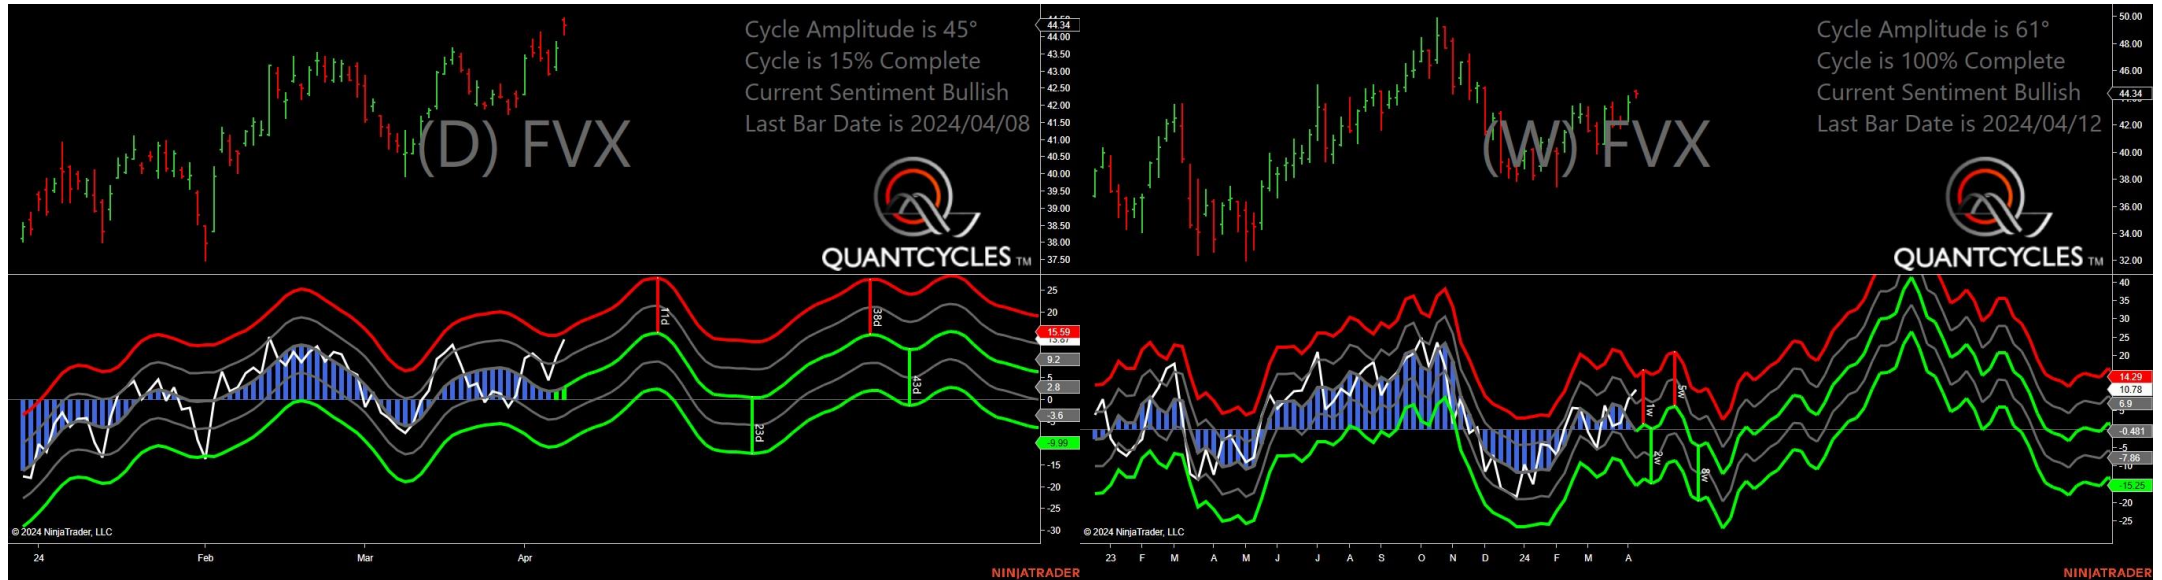 Cycle Amplitude is 45°
Cycle is 15% Complete
Current Sentiment Bullish
Last Bar Date is 2024/04/08
(D) FVX
QUANTCYCLES TM
44.34
44.00
43.50
43.00
42.50
42.00
41.50
41.00
40.50
40.00
39.50
39.00
38.50
38.00
37.50
25
20
15.59
9.2
5
2.8
0
-3.6
-9.99
-15
-20
-25
-30
11d
38d
23d
43d
© 2024 NinjaTrader, LLC
24 Feb Mar Apr
NINJATRADER
Cycle Amplitude is 61°
Cycle is 100% Complete
Current Sentiment Bullish
Last Bar Date is 2024/04/12
(W) FVX
QUANTCYCLES TM
50.00
48.00
46.00
44.34
42.00
40.00
38.00
36.00
34.00
32.00
40
35
30
25
20
14.29
10.78
6.9
-0.481
-5
-7.86
-10
-15.25
-20
-25
1w
5w
2w
8w
© 2024 NinjaTrader, LLC
23 F M A M J J A S O N D 24 F M A
NINJATRADER